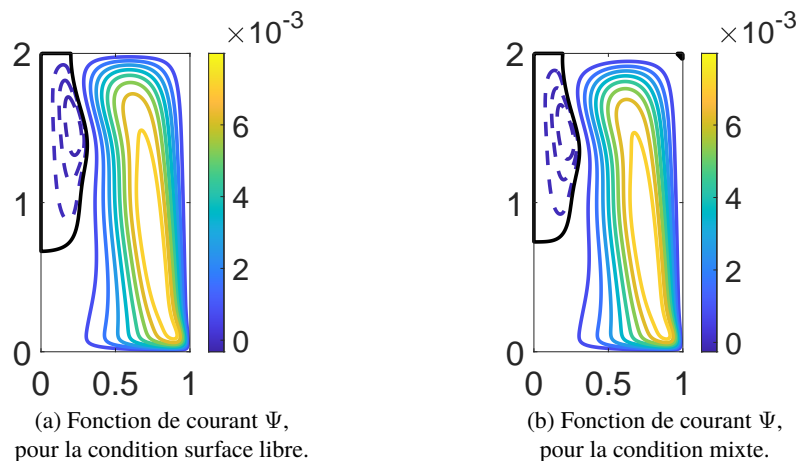 ×10⁻³ ×10⁻³
2 2
6 6
1 4 1 4
2 2
0 0 0 0
0 0.5 1 0 0.5 1
(a) Fonction de courant Ψ,
pour la condition surface libre.
(b) Fonction de courant Ψ,
pour la condition mixte.